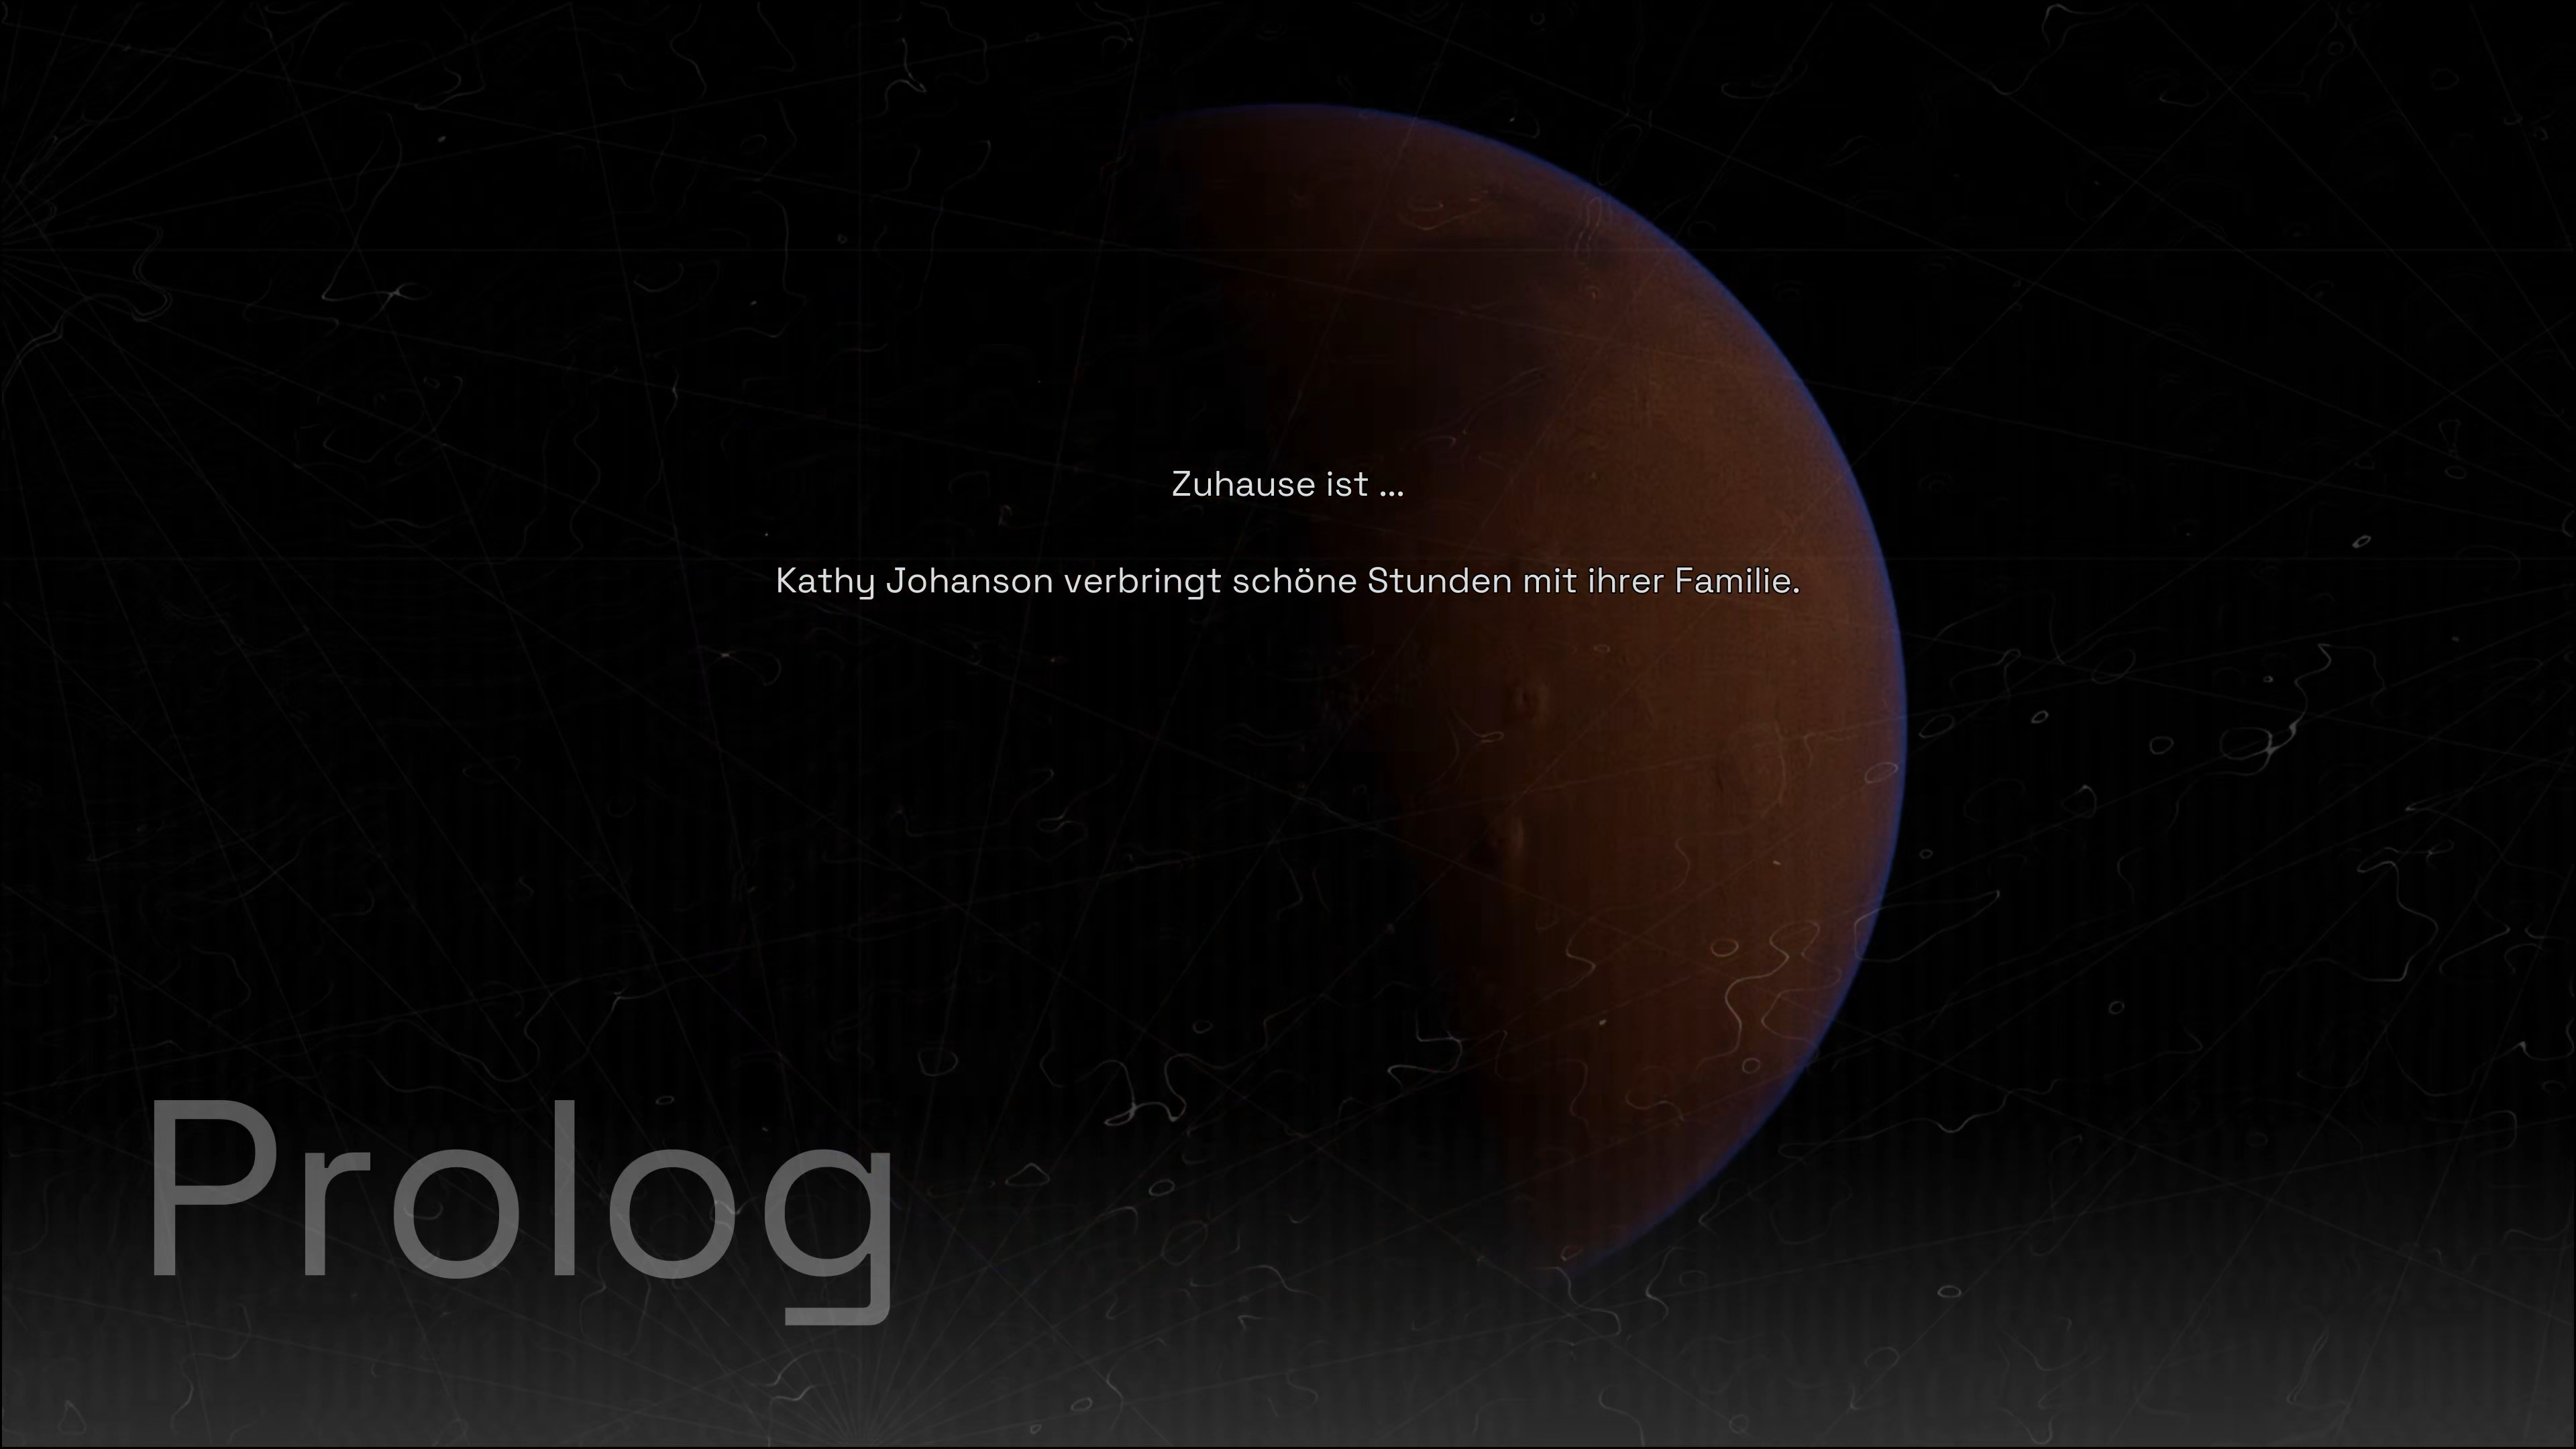 Zuhause ist ...
Kathy Johanson verbringt schöne Stunden mit ihrer Familie.
Prolog